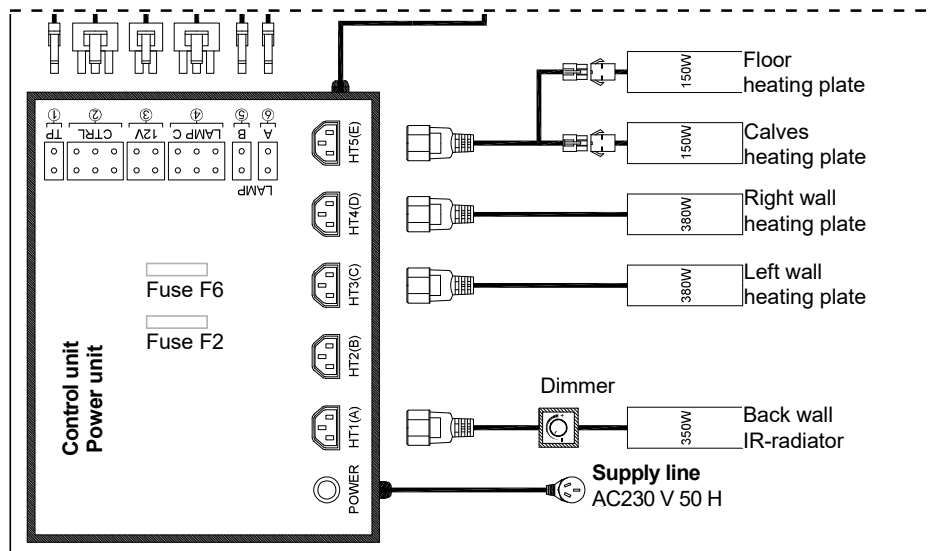 ① ② ③ ④ ⑤ ⑥
TP CTRL 12V LAMP C B A
LAMP
HT5(E)
HT4(D)
HT3(C)
HT2(B)
HT1(A)
POWER
Fuse F6
Fuse F2
Control unit
Power unit
150W
Floor
heating plate
150W
Calves
heating plate
380W
Right wall
heating plate
380W
Left wall
heating plate
Dimmer
350W
Back wall
IR-radiator
Supply line
AC230 V 50 H